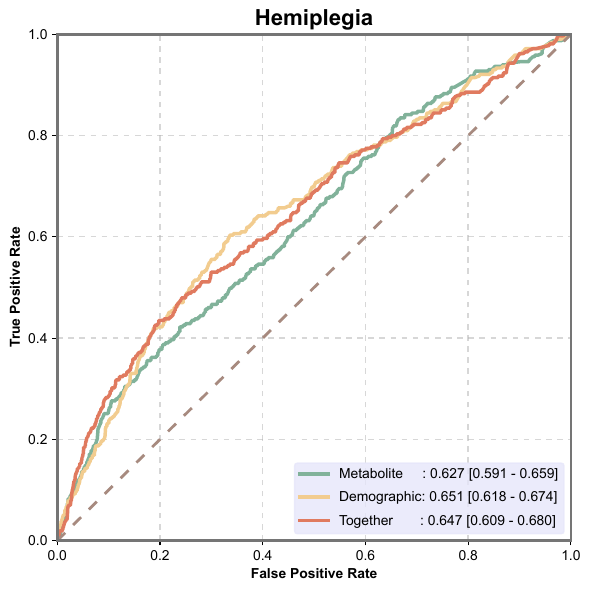 Hemiplegia
1.0
0.8
0.6
0.4
0.2
0.0
True Positive Rate
Metabolite : 0.627 [0.591 - 0.659]
Demographic: 0.651 [0.618 - 0.674]
Together : 0.647 [0.609 - 0.680]
0.0 0.2 0.4 0.6 0.8 1.0
False Positive Rate